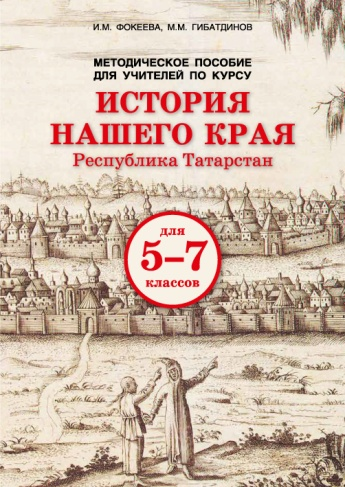 И.М. ФОКЕЕВА, М.М. ГИБАТДИНОВ
МЕТОДИЧЕСКОЕ ПОСОБИЕ
ДЛЯ УЧИТЕЛЕЙ ПО КУРСУ
ИСТОРИЯ
НАШЕГО КРАЯ
Республика Татарстан
для
5–7
классов